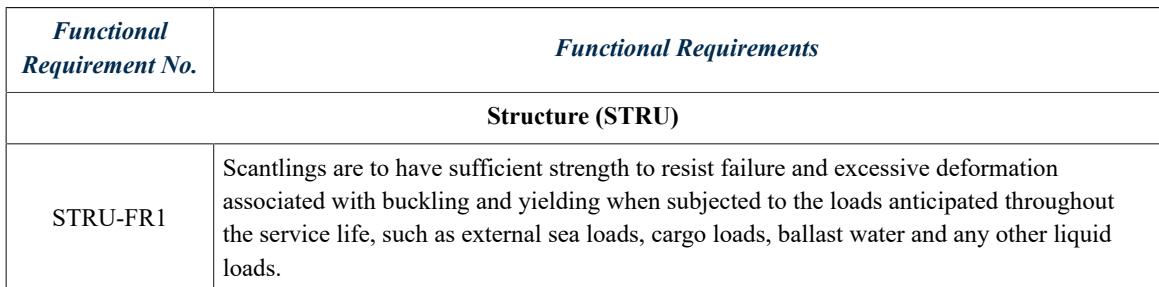 Functional
Requirement No.
Functional Requirements
Structure (STRU)
STRU-FR1
Scantlings are to have sufficient strength to resist failure and excessive deformation
associated with buckling and yielding when subjected to the loads anticipated throughout
the service life, such as external sea loads, cargo loads, ballast water and any other liquid
loads.